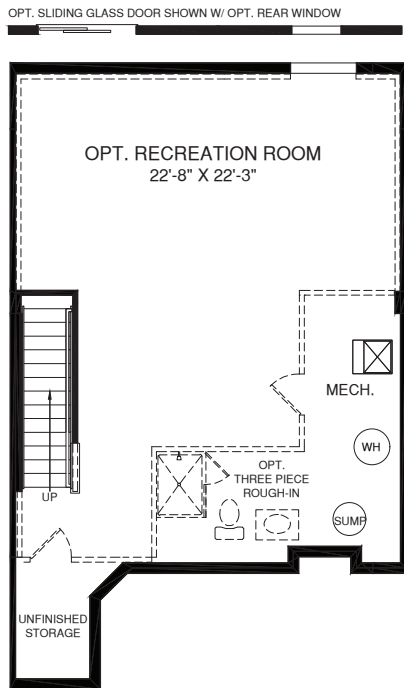 OPT. SLIDING GLASS DOOR SHOWN W/ OPT. REAR WINDOW
OPT. RECREATION ROOM
22'-8" X 22'-3"
MECH.
WH
OPT.
THREE PIECE
ROUGH-IN
UP
SUMP
UNFINISHED
STORAGE